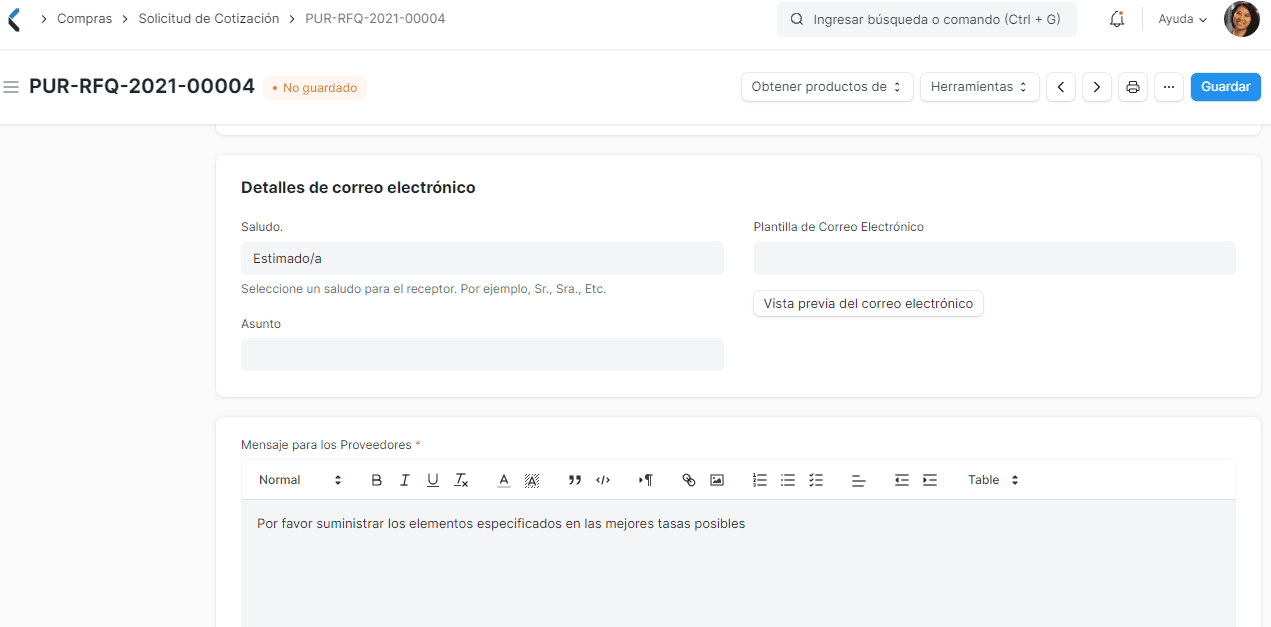 Compras > Solicitud de Cotización > PUR-RFQ-2021-00004
Ingresar búsqueda o comando (Ctrl + G)
Ayuda
PUR-RFQ-2021-00004
• No guardado
Obtener productos de
Herramientas
Guardar
Detalles de correo electrónico
Saludo.
Plantilla de Correo Electrónico
Estimado/a
Seleccione un saludo para el receptor. Por ejemplo, Sr., Sra., Etc.
Vista previa del correo electrónico
Asunto
Mensaje para los Proveedores *
Normal
Table
Por favor suministrar los elementos especificados en las mejores tasas posibles